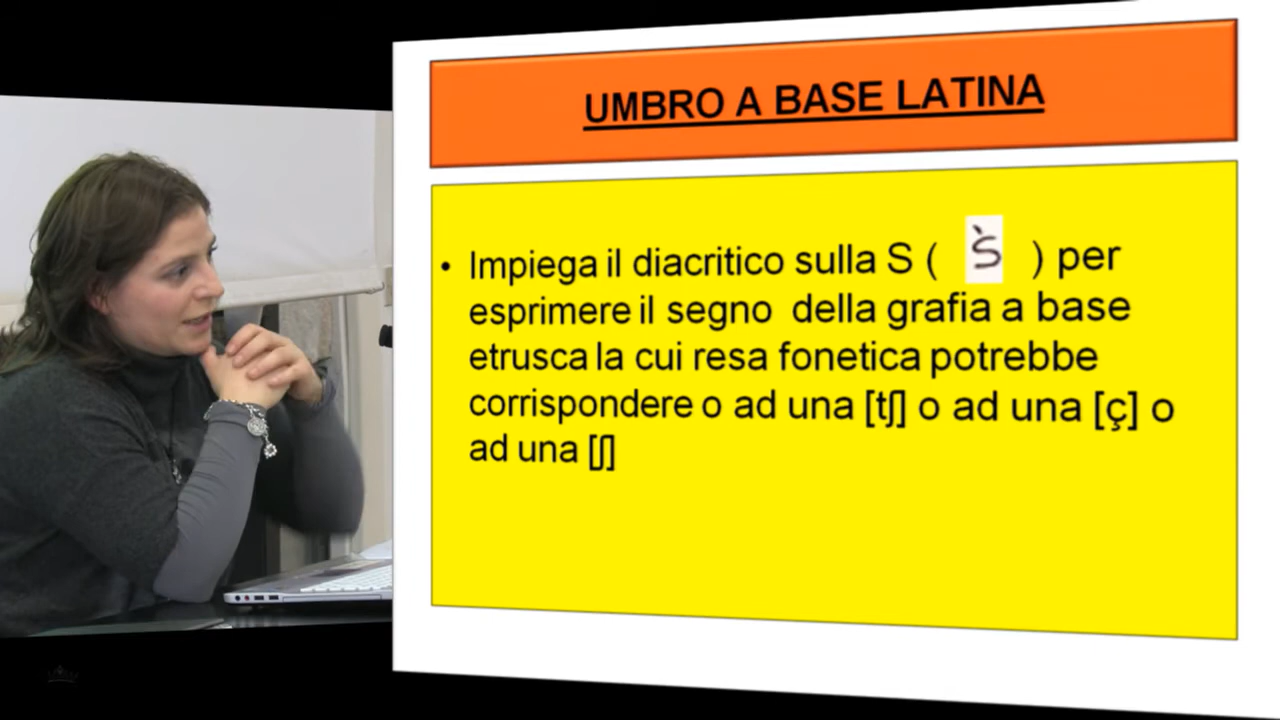 UMBRO A BASE LATINA
• Impiega il diacritico sulla S ( S̀ ) per
esprimere il segno della grafia a base
etrusca la cui resa fonetica potrebbe
corrispondere o ad una [tʃ] o ad una [ç] o
ad una [ʃ]